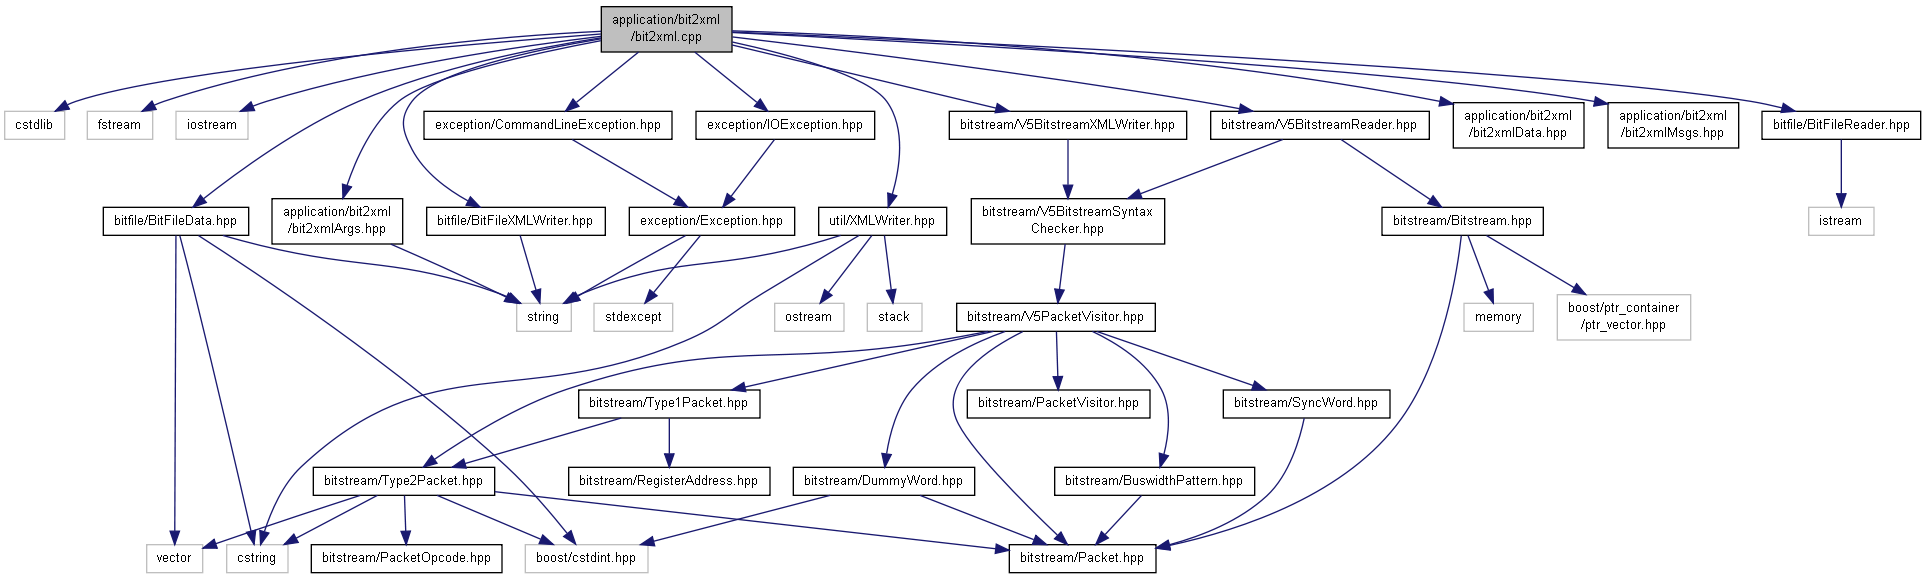 application/bit2xml
/bit2xml.cpp
cstdlib
fstream
iostream
exception/CommandLineException.hpp
exception/IOException.hpp
bitstream/V5BitstreamXMLWriter.hpp
bitstream/V5BitstreamReader.hpp
application/bit2xml
/bit2xmlData.hpp
application/bit2xml
/bit2xmlMsgs.hpp
bitfile/BitFileReader.hpp
bitfile/BitFileData.hpp
application/bit2xml
/bit2xmlArgs.hpp
bitfile/BitFileXMLWriter.hpp
exception/Exception.hpp
util/XMLWriter.hpp
bitstream/V5BitstreamSyntax
Checker.hpp
bitstream/Bitstream.hpp
istream
string
stdexcept
ostream
stack
bitstream/V5PacketVisitor.hpp
memory
boost/ptr_container
/ptr_vector.hpp
bitstream/Type1Packet.hpp
bitstream/PacketVisitor.hpp
bitstream/SyncWord.hpp
bitstream/Type2Packet.hpp
bitstream/RegisterAddress.hpp
bitstream/DummyWord.hpp
bitstream/BuswidthPattern.hpp
vector
cstring
bitstream/PacketOpcode.hpp
boost/cstdint.hpp
bitstream/Packet.hpp